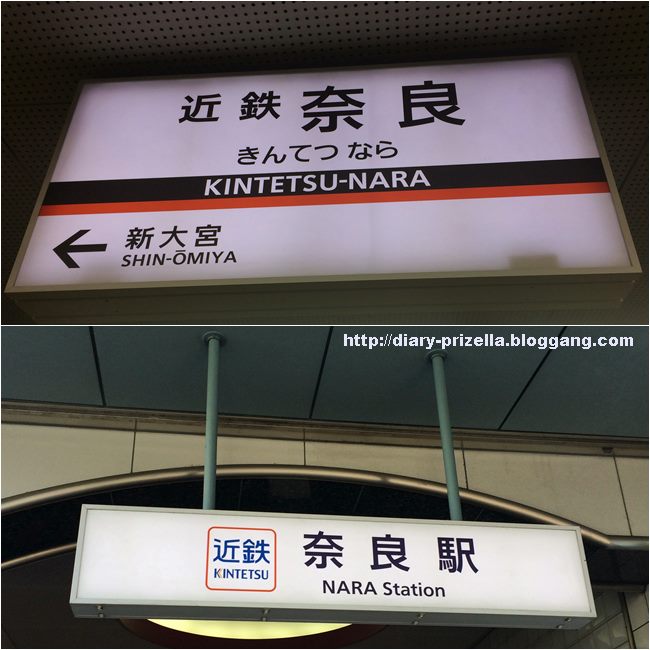 近鉄 奈良
きんてつ なら
KINTETSU-NARA
← 新大宮
SHIN-ŌMIYA
http://diary-prizella.bloggang.com
近鉄
KINTETSU
奈良駅
NARA Station